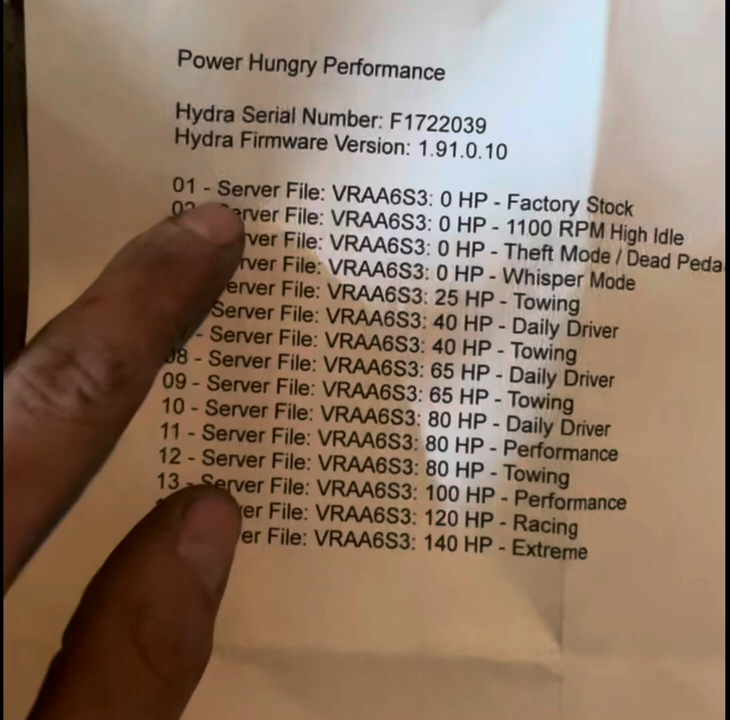 Power Hungry Performance
Hydra Serial Number: F1722039
Hydra Firmware Version: 1.91.0.10
01 - Server File: VRAA6S3: 0 HP - Factory Stock
02 Server File: VRAA6S3: 0 HP - 1100 RPM High Idle
rver File: VRAA6S3: 0 HP - Theft Mode / Dead Peda
rver File: VRAA6S3: 0 HP - Whisper Mode
erver File: VRAA6S3: 25 HP - Towing
Server File: VRAA6S3: 40 HP - Daily Driver
- Server File: VRAA6S3: 40 HP - Towing
08 - Server File: VRAA6S3: 65 HP - Daily Driver
09 - Server File: VRAA6S3: 65 HP - Towing
10 - Server File: VRAA6S3: 80 HP - Daily Driver
11 - Server File: VRAA6S3: 80 HP - Performance
12 - Server File: VRAA6S3: 80 HP - Towing
13 - Server File: VRAA6S3: 100 HP - Performance
ver File: VRAA6S3: 120 HP - Racing
er File: VRAA6S3: 140 HP - Extreme